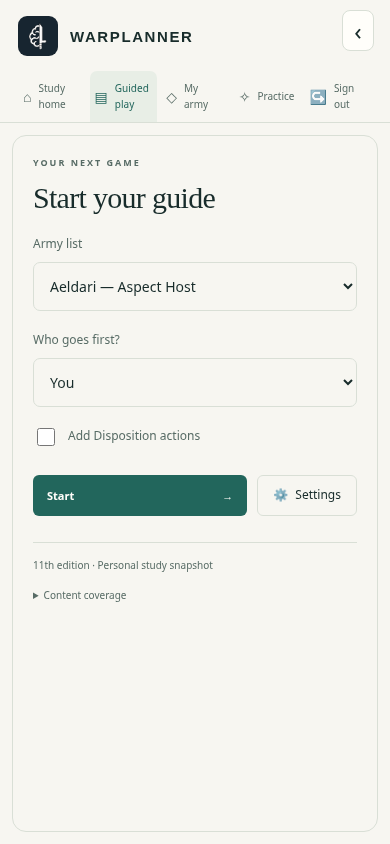 WARPLANNER
Study home
Guided play
My army
Practice
Sign out
YOUR NEXT GAME
Start your guide
Army list
Aeldari — Aspect Host
Who goes first?
You
Add Disposition actions
Start →
Settings
11th edition · Personal study snapshot
Content coverage